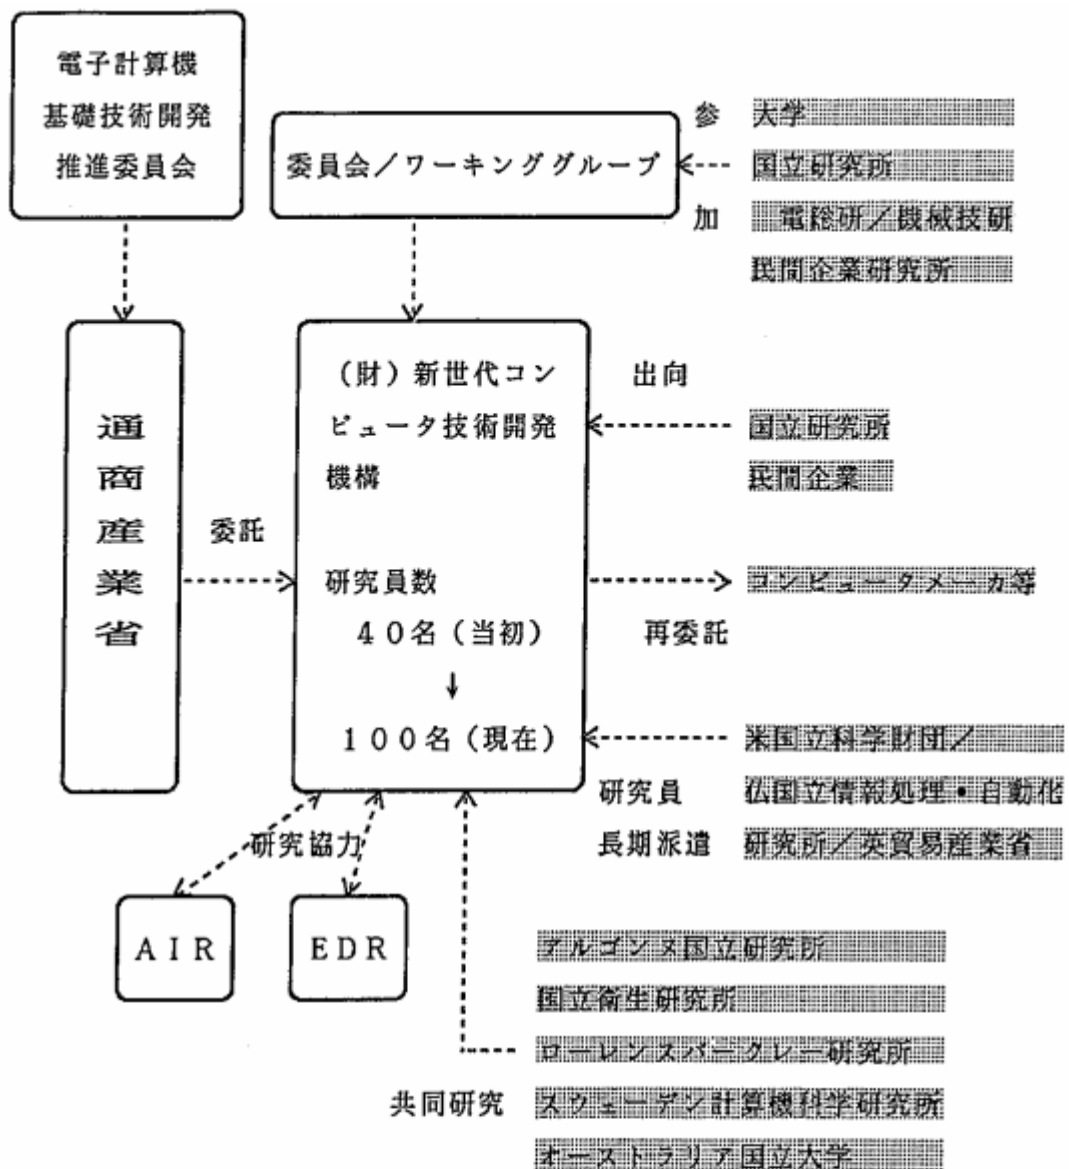 電子計算機
基礎技術開発
推進委員会
委員会／ワーキンググループ
参
加
大学
国立研究所
電総研／機械技研
民間企業研究所
通商産業省
委託
（財）新世代コン
ピュータ技術開発
機構
研究員数
４０名（当初）
↓
１００名（現在）
出向
国立研究所
民間企業
コンピュータメーカ等
再委託
米国立科学財団／
仏国立情報処理・自動化
研究所／英貿易産業省
研究員
長期派遣
研究協力
ＡＩＲ
ＥＤＲ
アルゴンヌ国立研究所
国立衛生研究所
ローレンスバークレー研究所
スウェーデン計算機科学研究所
オーストラリア国立大学
共同研究